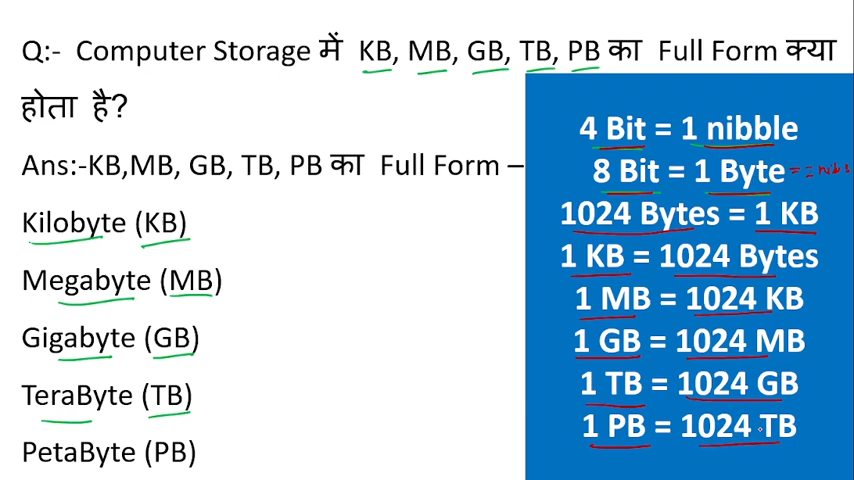 Q:- Computer Storage में KB, MB, GB, TB, PB का Full Form क्या
होता है?
Ans:-KB,MB, GB, TB, PB का Full Form –
Kilobyte (KB)
Megabyte (MB)
Gigabyte (GB)
TeraByte (TB)
PetaByte (PB)
4 Bit = 1 nibble
8 Bit = 1 Byte
1024 Bytes = 1 KB
1 KB = 1024 Bytes
1 MB = 1024 KB
1 GB = 1024 MB
1 TB = 1024 GB
1 PB = 1024 TB